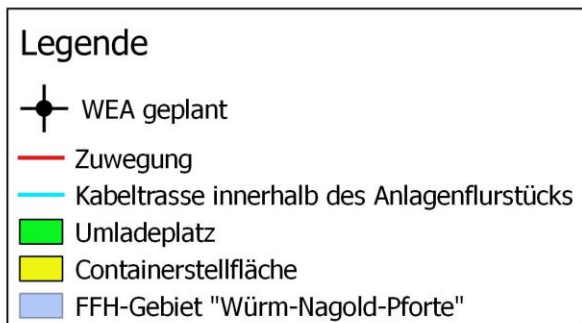 Legende
WEA geplant
Zuwegung
Kabeltrasse innerhalb des Anlagenflurstücks
Umladeplatz
Containerstellfläche
FFH-Gebiet "Würm-Nagold-Pforte"